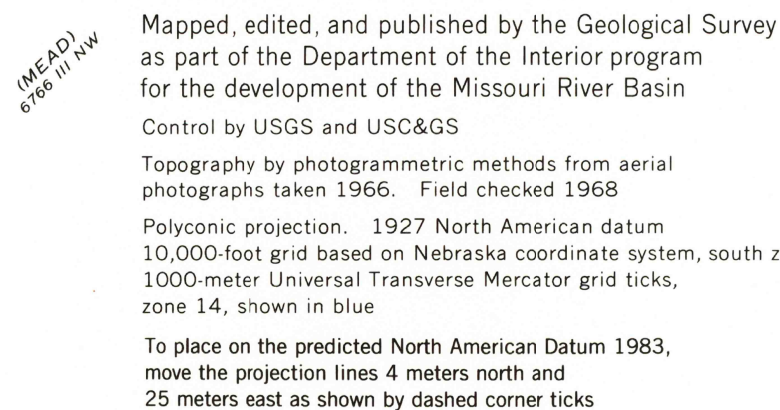 (MEAD)
6766 III NW
Mapped, edited, and published by the Geological Survey
as part of the Department of the Interior program
for the development of the Missouri River Basin
Control by USGS and USC&GS
Topography by photogrammetric methods from aerial
photographs taken 1966. Field checked 1968
Polyconic projection. 1927 North American datum
10,000-foot grid based on Nebraska coordinate system, south z
1000-meter Universal Transverse Mercator grid ticks,
zone 14, shown in blue
To place on the predicted North American Datum 1983,
move the projection lines 4 meters north and
25 meters east as shown by dashed corner ticks